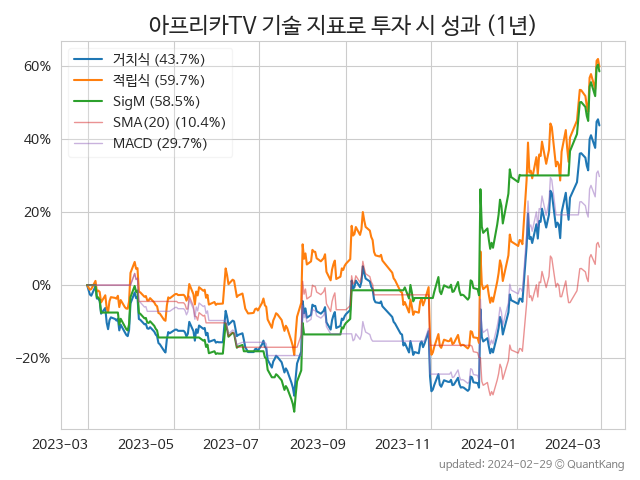 아프리카TV 기술 지표로 투자 시 성과 (1년)
거치식 (43.7%)
적립식 (59.7%)
SigM (58.5%)
SMA(20) (10.4%)
MACD (29.7%)
60%
40%
20%
0%
−20%
2023-03 2023-05 2023-07 2023-09 2023-11 2024-01 2024-03
updated: 2024-02-29 © QuantKang